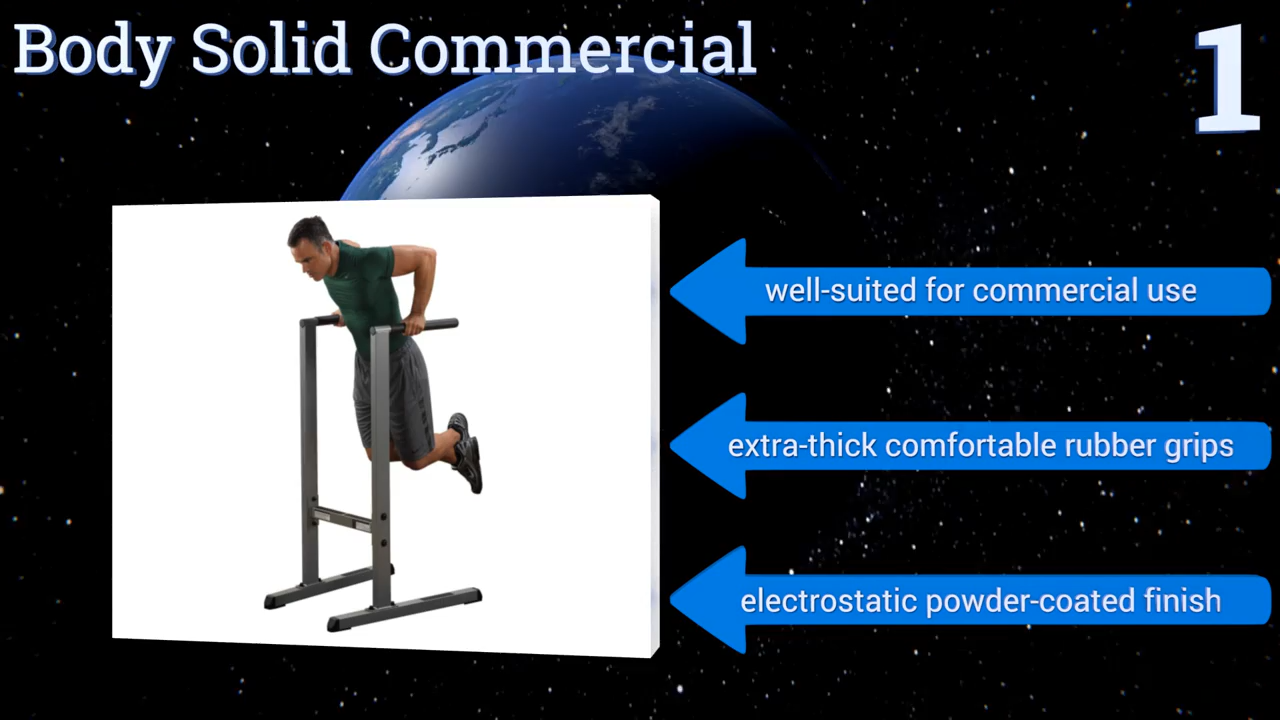 Body Solid Commercial
1
well-suited for commercial use
extra-thick comfortable rubber grips
electrostatic powder-coated finish